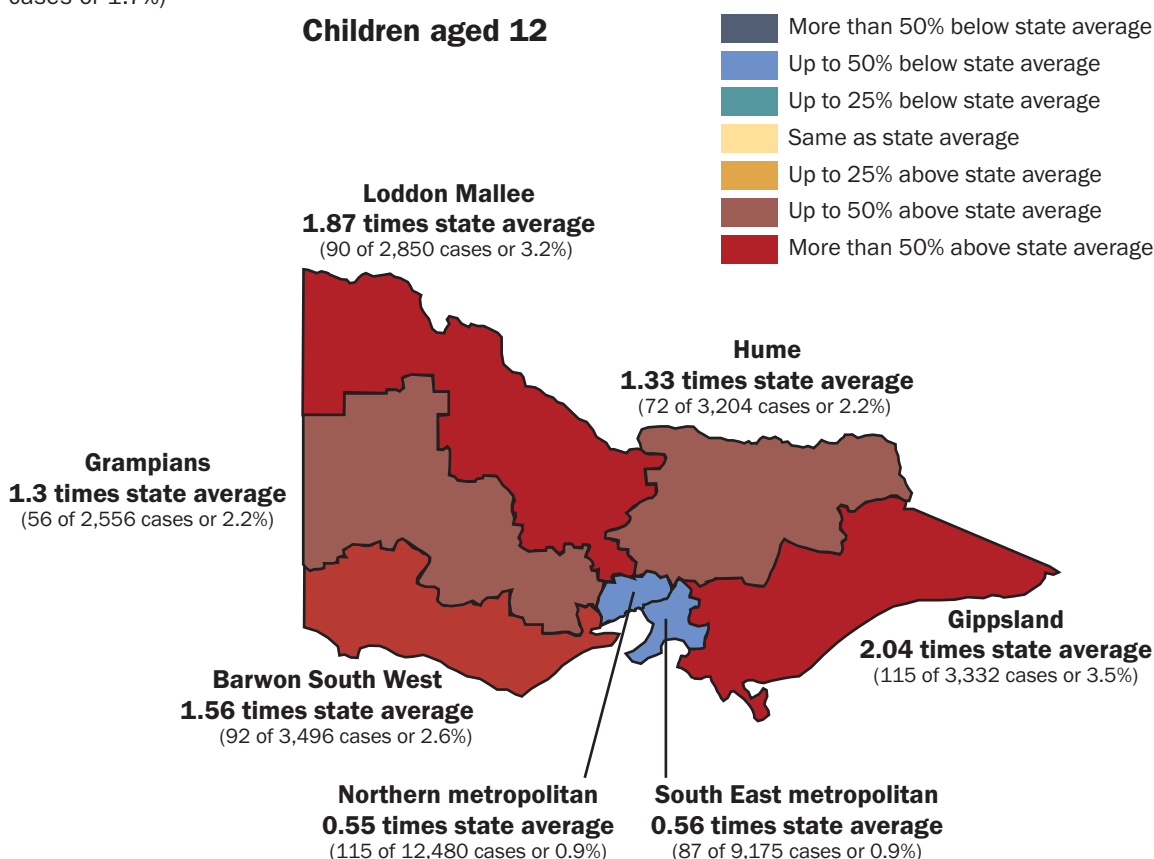 cases or 1.7%)
Children aged 12
More than 50% below state average
Up to 50% below state average
Up to 25% below state average
Same as state average
Up to 25% above state average
Up to 50% above state average
More than 50% above state average
Loddon Mallee
1.87 times state average
(90 of 2,850 cases or 3.2%)
Hume
1.33 times state average
(72 of 3,204 cases or 2.2%)
Grampians
1.3 times state average
(56 of 2,556 cases or 2.2%)
Gippsland
2.04 times state average
(115 of 3,332 cases or 3.5%)
Barwon South West
1.56 times state average
(92 of 3,496 cases or 2.6%)
Northern metropolitan
0.55 times state average
(115 of 12,480 cases or 0.9%)
South East metropolitan
0.56 times state average
(87 of 9,175 cases or 0.9%)